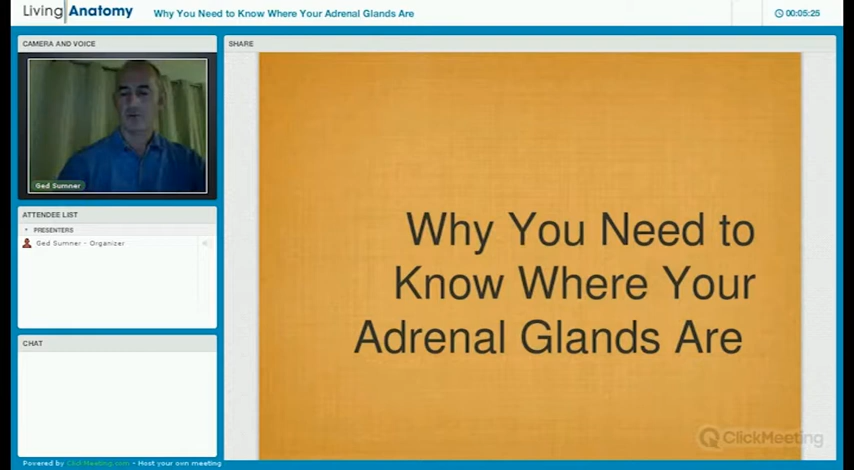 Living Anatomy
Why You Need to Know Where Your Adrenal Glands Are
00:05:25
CAMERA AND VOICE
Ged Sumner
ATTENDEE LIST
PRESENTERS
Ged Sumner - Organizer
CHAT
Powered by ClickMeeting.com - Host your own meeting
SHARE
Why You Need to
Know Where Your
Adrenal Glands Are
ClickMeeting